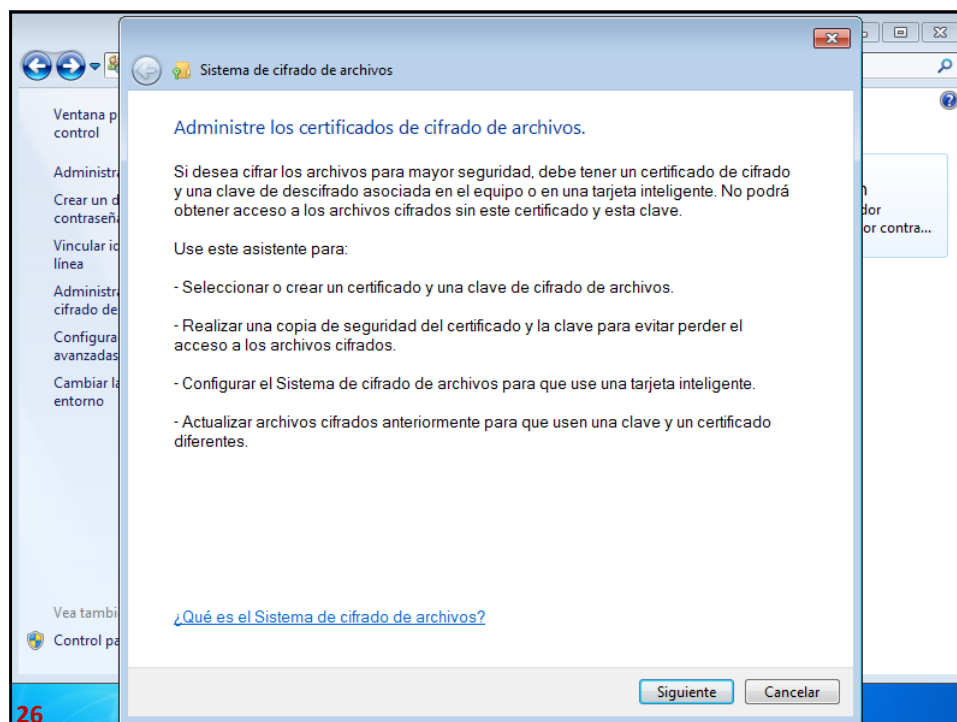 Sistema de cifrado de archivos
Ventana p
control
Administra
Crear un d
contraseña
Vincular id
línea
Administra
cifrado de
Configura
avanzadas
Cambiar la
entorno
Vea tambi
Control pa
Administre los certificados de cifrado de archivos.
Si desea cifrar los archivos para mayor seguridad, debe tener un certificado de cifrado
y una clave de descifrado asociada en el equipo o en una tarjeta inteligente. No podrá
obtener acceso a los archivos cifrados sin este certificado y esta clave.
Use este asistente para:
- Seleccionar o crear un certificado y una clave de cifrado de archivos.
- Realizar una copia de seguridad del certificado y la clave para evitar perder el
acceso a los archivos cifrados.
- Configurar el Sistema de cifrado de archivos para que use una tarjeta inteligente.
- Actualizar archivos cifrados anteriormente para que usen una clave y un certificado
diferentes.
¿Qué es el Sistema de cifrado de archivos?
dor
or contra...
Siguiente
Cancelar
26